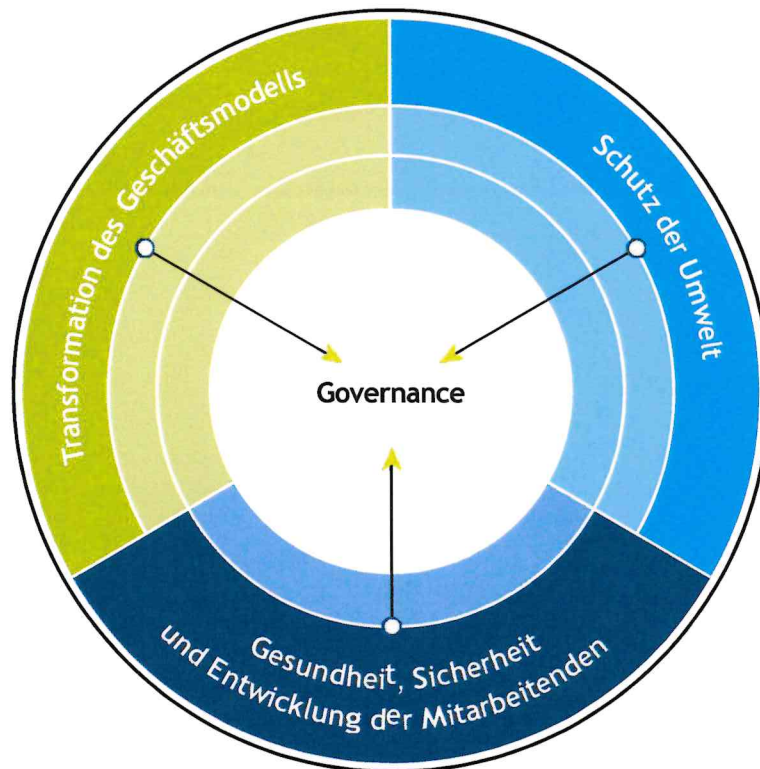 Transformation des Geschäftsmodells
Schutz der Umwelt
Governance
Gesundheit, Sicherheit
und Entwicklung der Mitarbeitenden